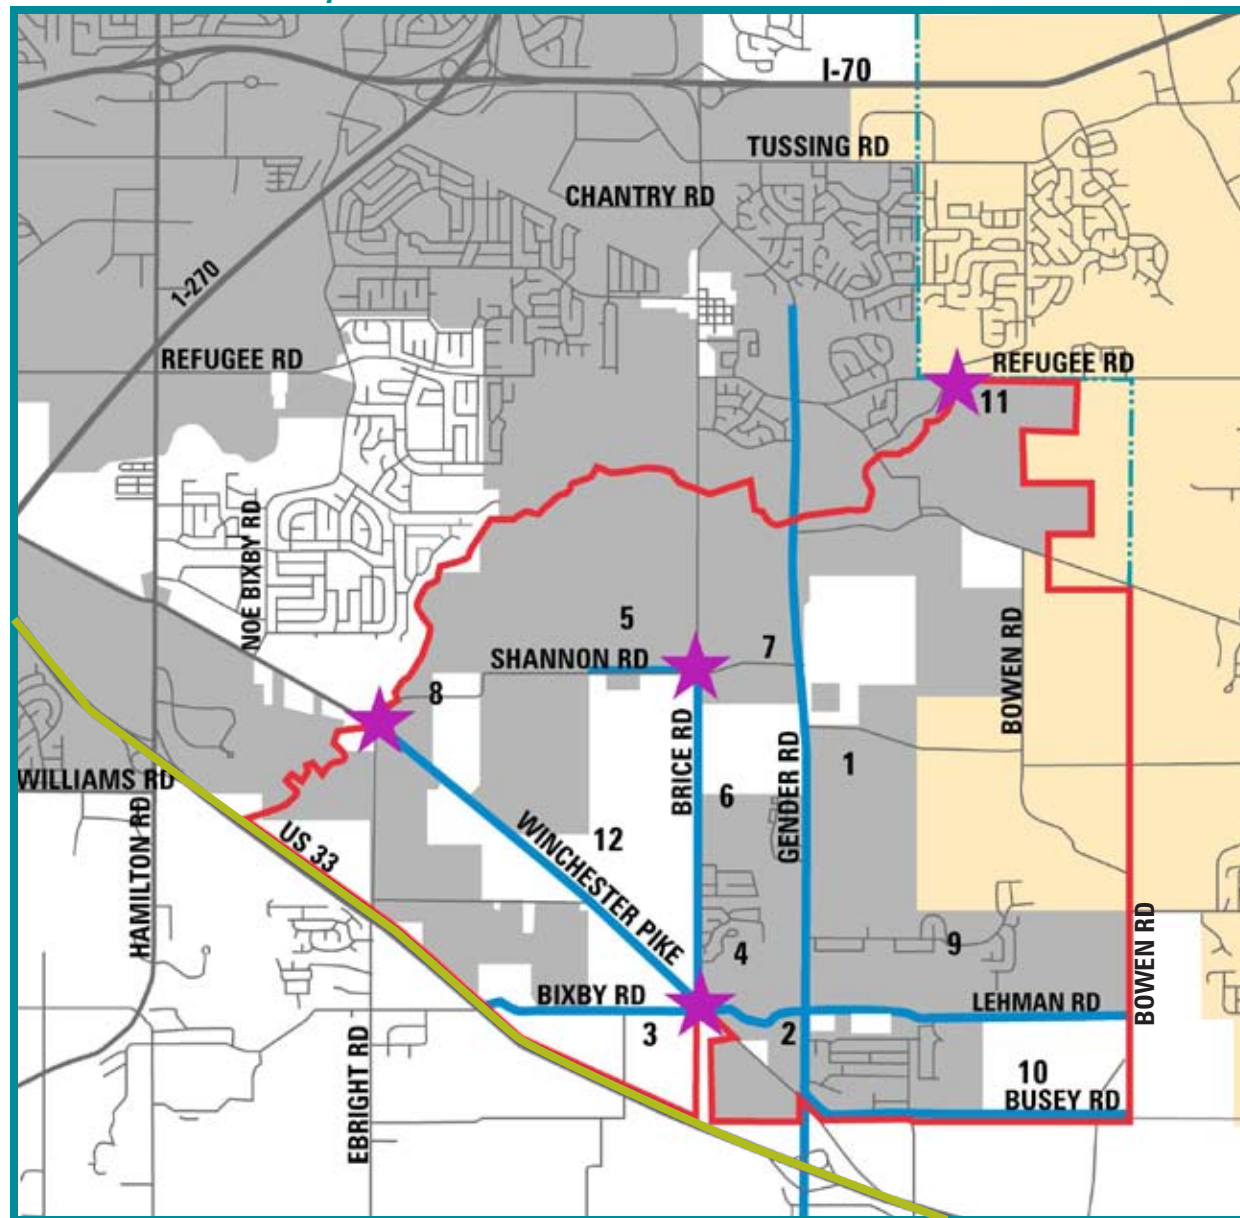 I-70
TUSSING RD
CHANTRY RD
1-270
REFUGEE RD
REFUGEE RD
11
NOE BIXBY RD
5
SHANNON RD
7
8
BOWEN RD
BRICE RD
GENDER RD
1
WILLIAMS RD
HAMILTON RD
US 33
WINCHESTER PIKE
12
6
4
9
BIXBY RD
LEHMAN RD
BOWEN RD
3
2
EBRIGHT RD
10
BUSEY RD